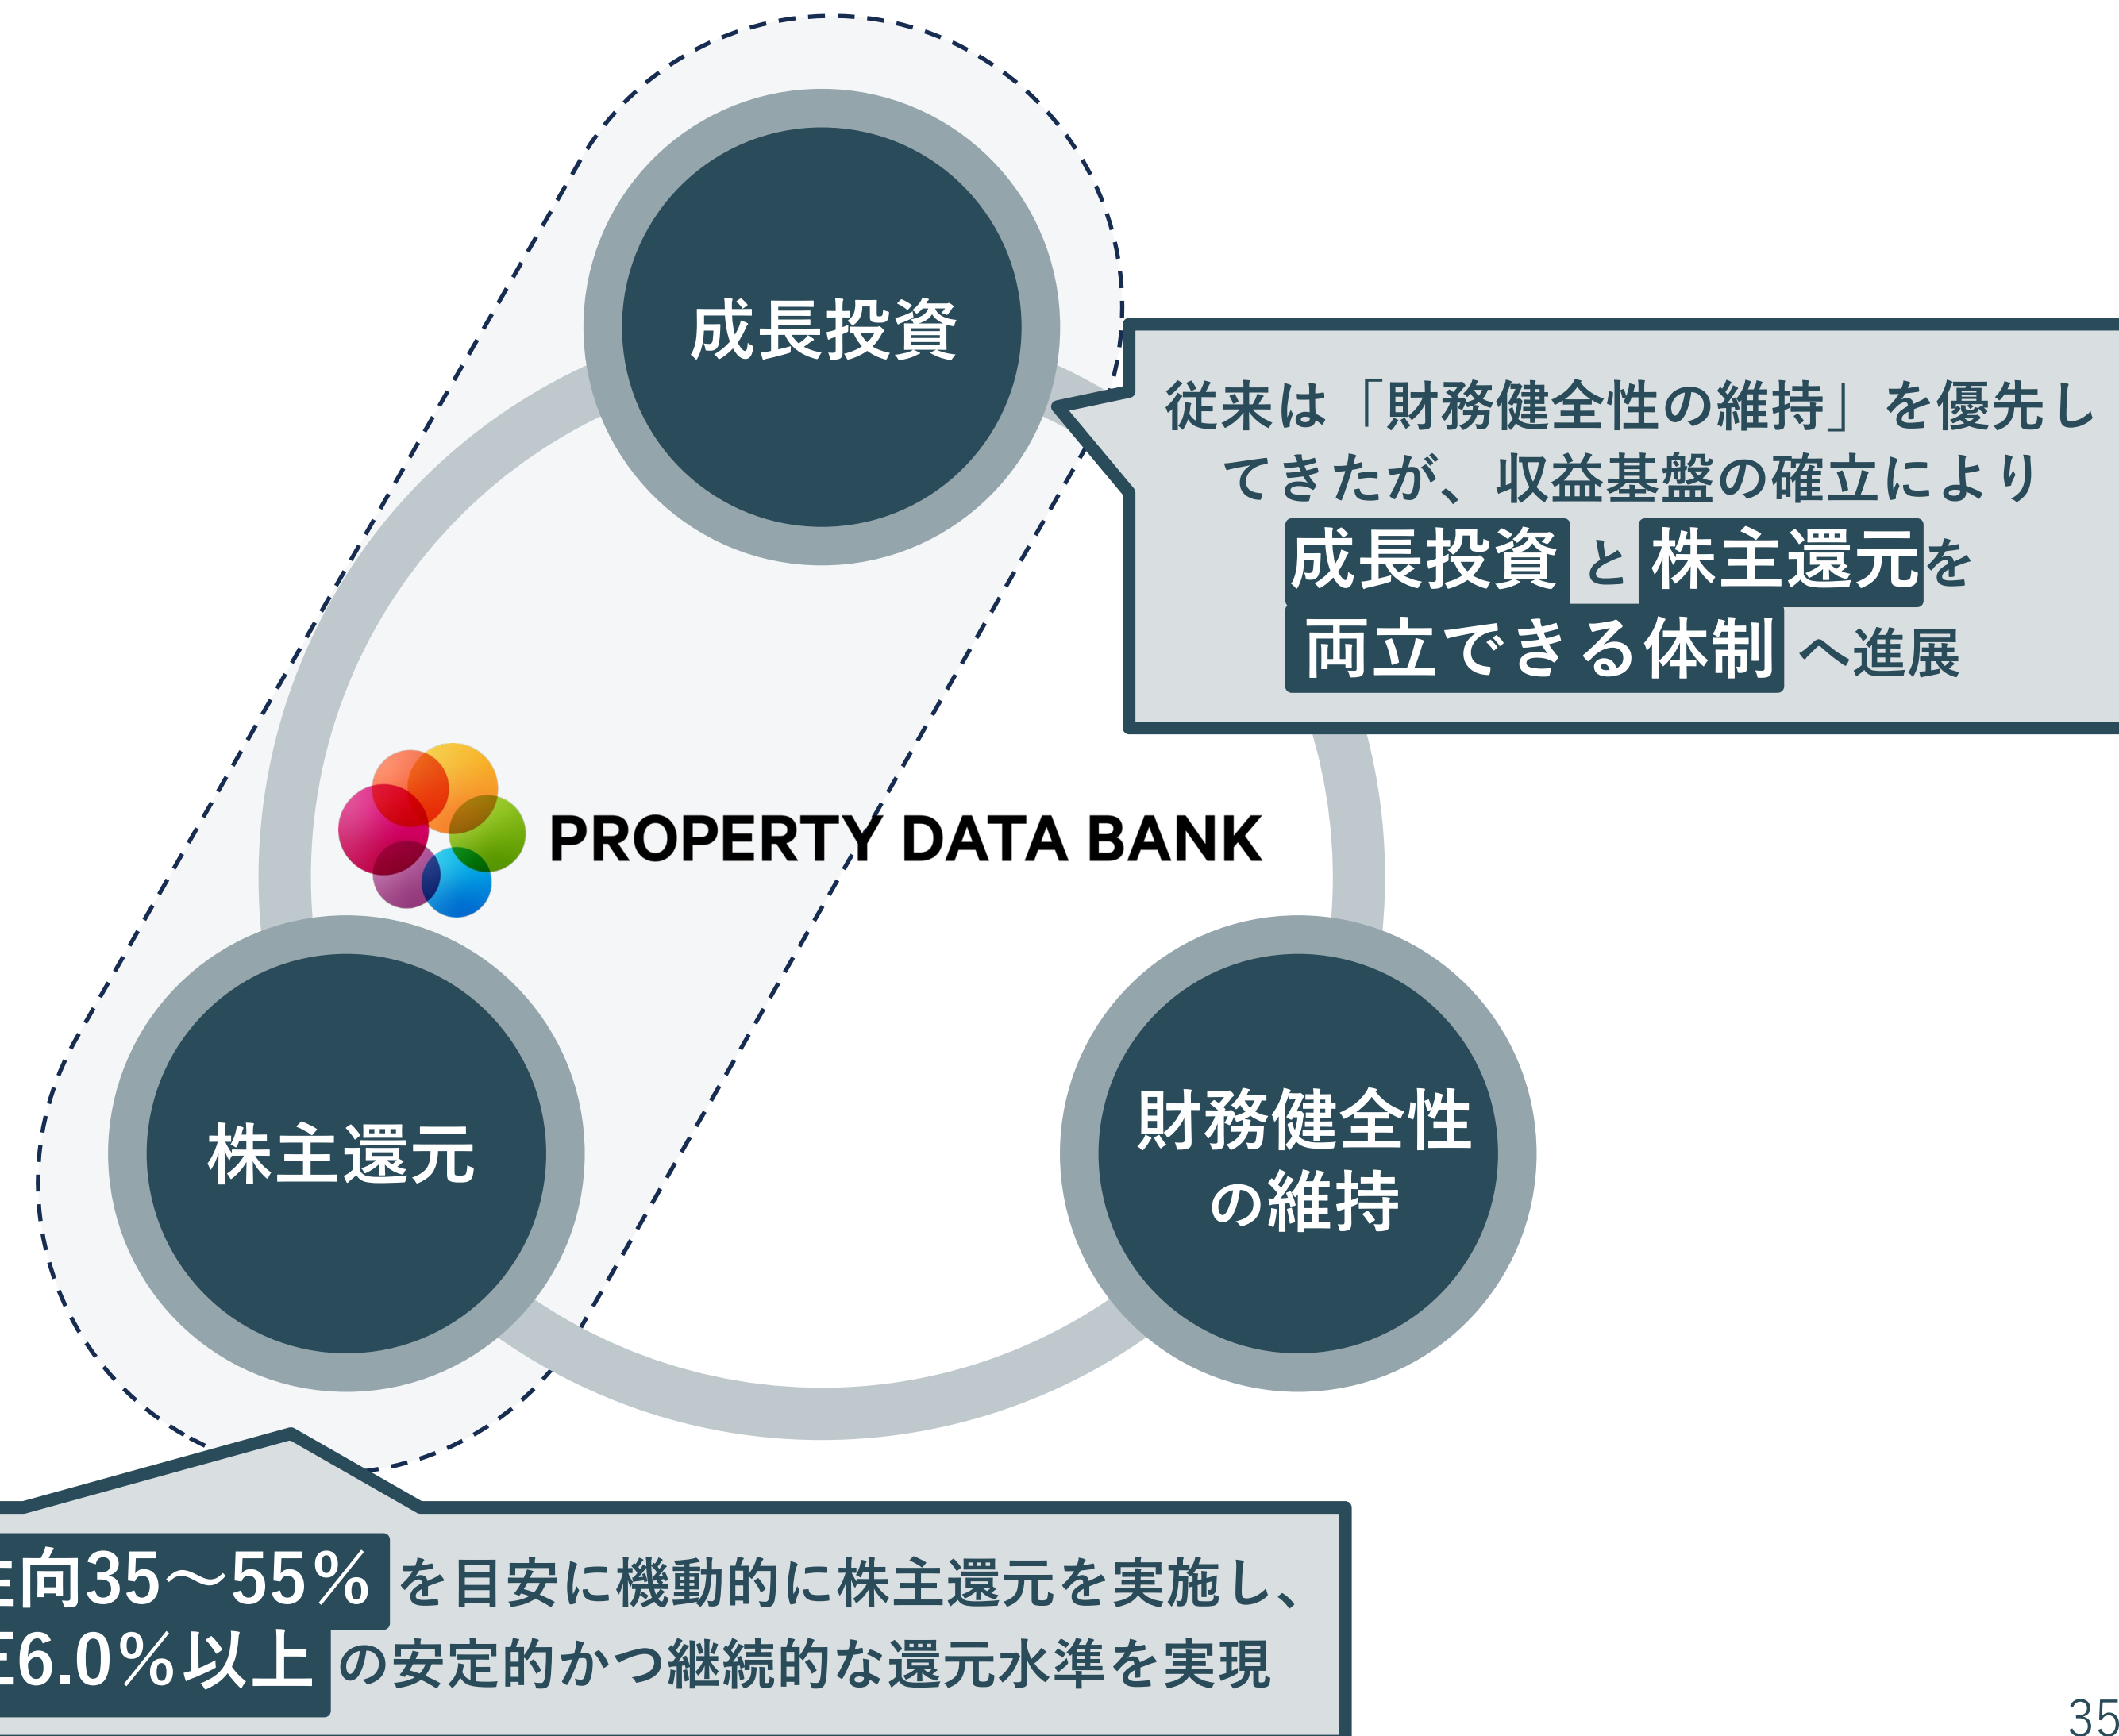 成長投資
従来は「財務健全性の維持」を優先し
てきたが、収益基盤の確立により
成長投資と株主還元を
両立できる体制へ進展
PROPERTY DATA BANK
株主還元
財務健全性
の維持
向35～55％を目安に機動的に株主還元を実施、
6.0％以上の安定的かつ継続的な還元水準を実現
35